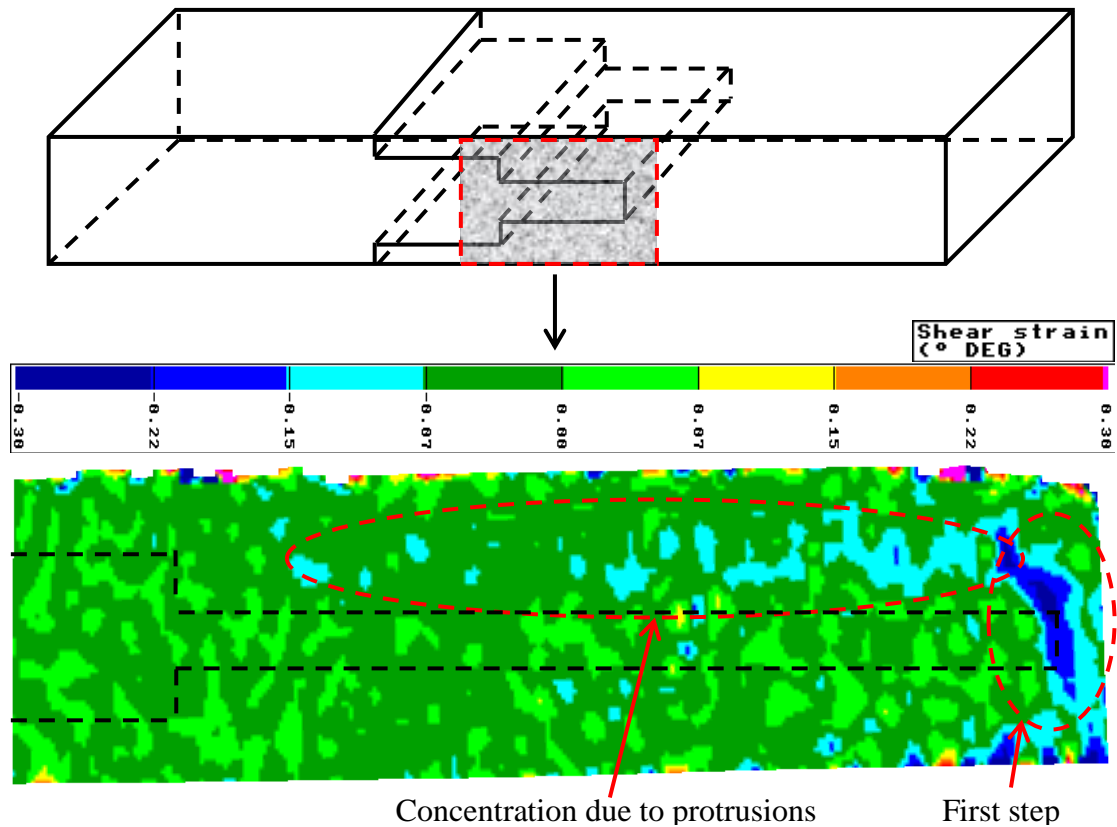 Shear strain
(° DEG)
-0.30
-0.22
-0.15
-0.07
0.00
0.07
0.15
0.22
0.30
Concentration due to protrusions
First step